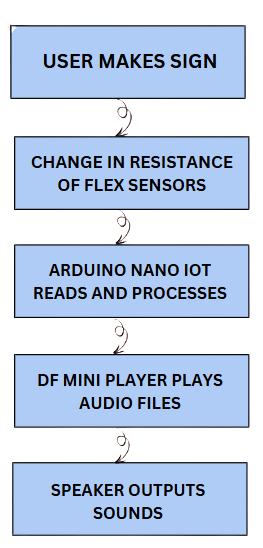 USER MAKES SIGN
CHANGE IN RESISTANCE
OF FLEX SENSORS
ARDUINO NANO IOT
READS AND PROCESSES
DF MINI PLAYER PLAYS
AUDIO FILES
SPEAKER OUTPUTS
SOUNDS